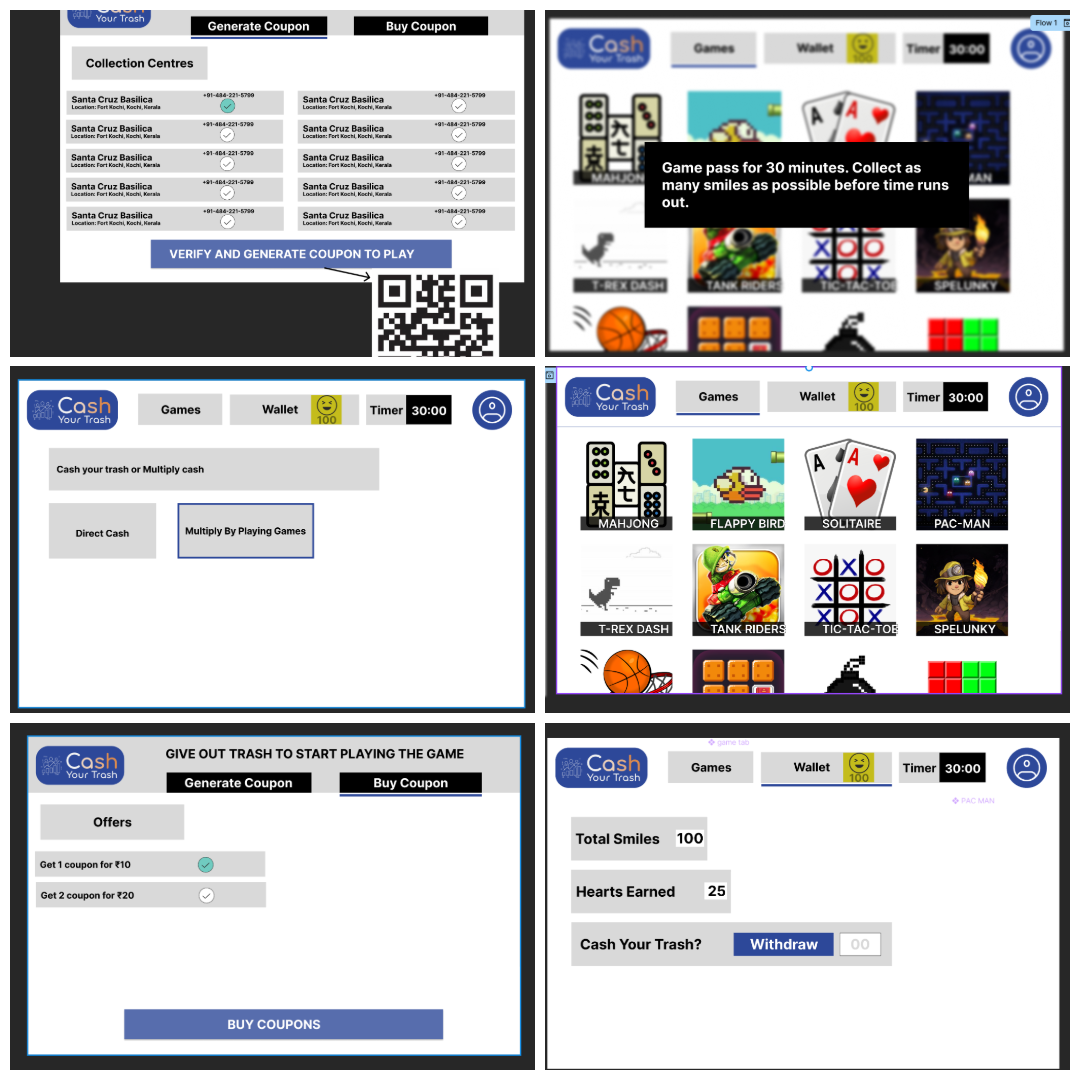 Your Trash
Generate Coupon
Buy Coupon
Collection Centres
Santa Cruz Basilica
+91-484-221-5799
Location: Fort Kochi, Kochi, Kerala
Santa Cruz Basilica
+91-484-221-5799
Location: Fort Kochi, Kochi, Kerala
Santa Cruz Basilica
+91-484-221-5799
Location: Fort Kochi, Kochi, Kerala
Santa Cruz Basilica
+91-484-221-5799
Location: Fort Kochi, Kochi, Kerala
Santa Cruz Basilica
+91-484-221-5799
Location: Fort Kochi, Kochi, Kerala
Santa Cruz Basilica
+91-484-221-5799
Location: Fort Kochi, Kochi, Kerala
Santa Cruz Basilica
+91-484-221-5799
Location: Fort Kochi, Kochi, Kerala
Santa Cruz Basilica
+91-484-221-5799
Location: Fort Kochi, Kochi, Kerala
Santa Cruz Basilica
+91-484-221-5799
Location: Fort Kochi, Kochi, Kerala
Santa Cruz Basilica
+91-484-221-5799
Location: Fort Kochi, Kochi, Kerala
VERIFY AND GENERATE COUPON TO PLAY
Flow 1
Cash
Your Trash
Games
Wallet
100
Timer
30:00
A
A
六
七
MAHJON
MAN
Game pass for 30 minutes. Collect as
many smiles as possible before time runs
out.
T-REX DASH
TANK RIDERS
TIC-TAC-TOE
SPELUNKY
Cash
Your Trash
Games
Wallet
100
Timer
30:00
Cash your trash or Multiply cash
Direct Cash
Multiply By Playing Games
Cash
Your Trash
Games
Wallet
100
Timer
30:00
六
七
A
A
MAHJONG
FLAPPY BIRD
SOLITAIRE
PAC-MAN
T-REX DASH
TANK RIDERS
TIC-TAC-TOE
SPELUNKY
Cash
Your Trash
GIVE OUT TRASH TO START PLAYING THE GAME
Generate Coupon
Buy Coupon
Offers
Get 1 coupon for ₹10
Get 2 coupon for ₹20
BUY COUPONS
game tab
Cash
Your Trash
Games
Wallet
100
Timer
30:00
PAC MAN
Total Smiles
100
Hearts Earned
25
Cash Your Trash?
Withdraw
00